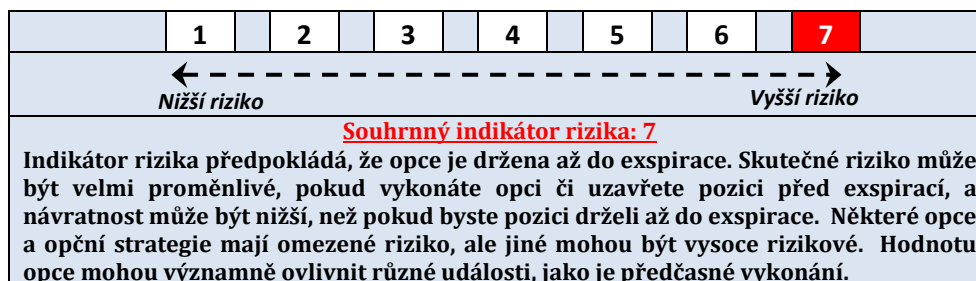 1 2 3 4 5 6 7
Nižší riziko Vyšší riziko
Souhrnný indikátor rizika: 7
Indikátor rizika předpokládá, že opce je držena až do exspirace. Skutečné riziko může
být velmi proměnlivé, pokud vykonáte opci či uzavřete pozici před exspirací, a
návratnost může být nižší, než pokud byste pozici drželi až do exspirace. Některé opce
a opční strategie mají omezené riziko, ale jiné mohou být vysoce rizikové. Hodnotu
opce mohou významně ovlivnit různé události, jako je předčasné vykonání.